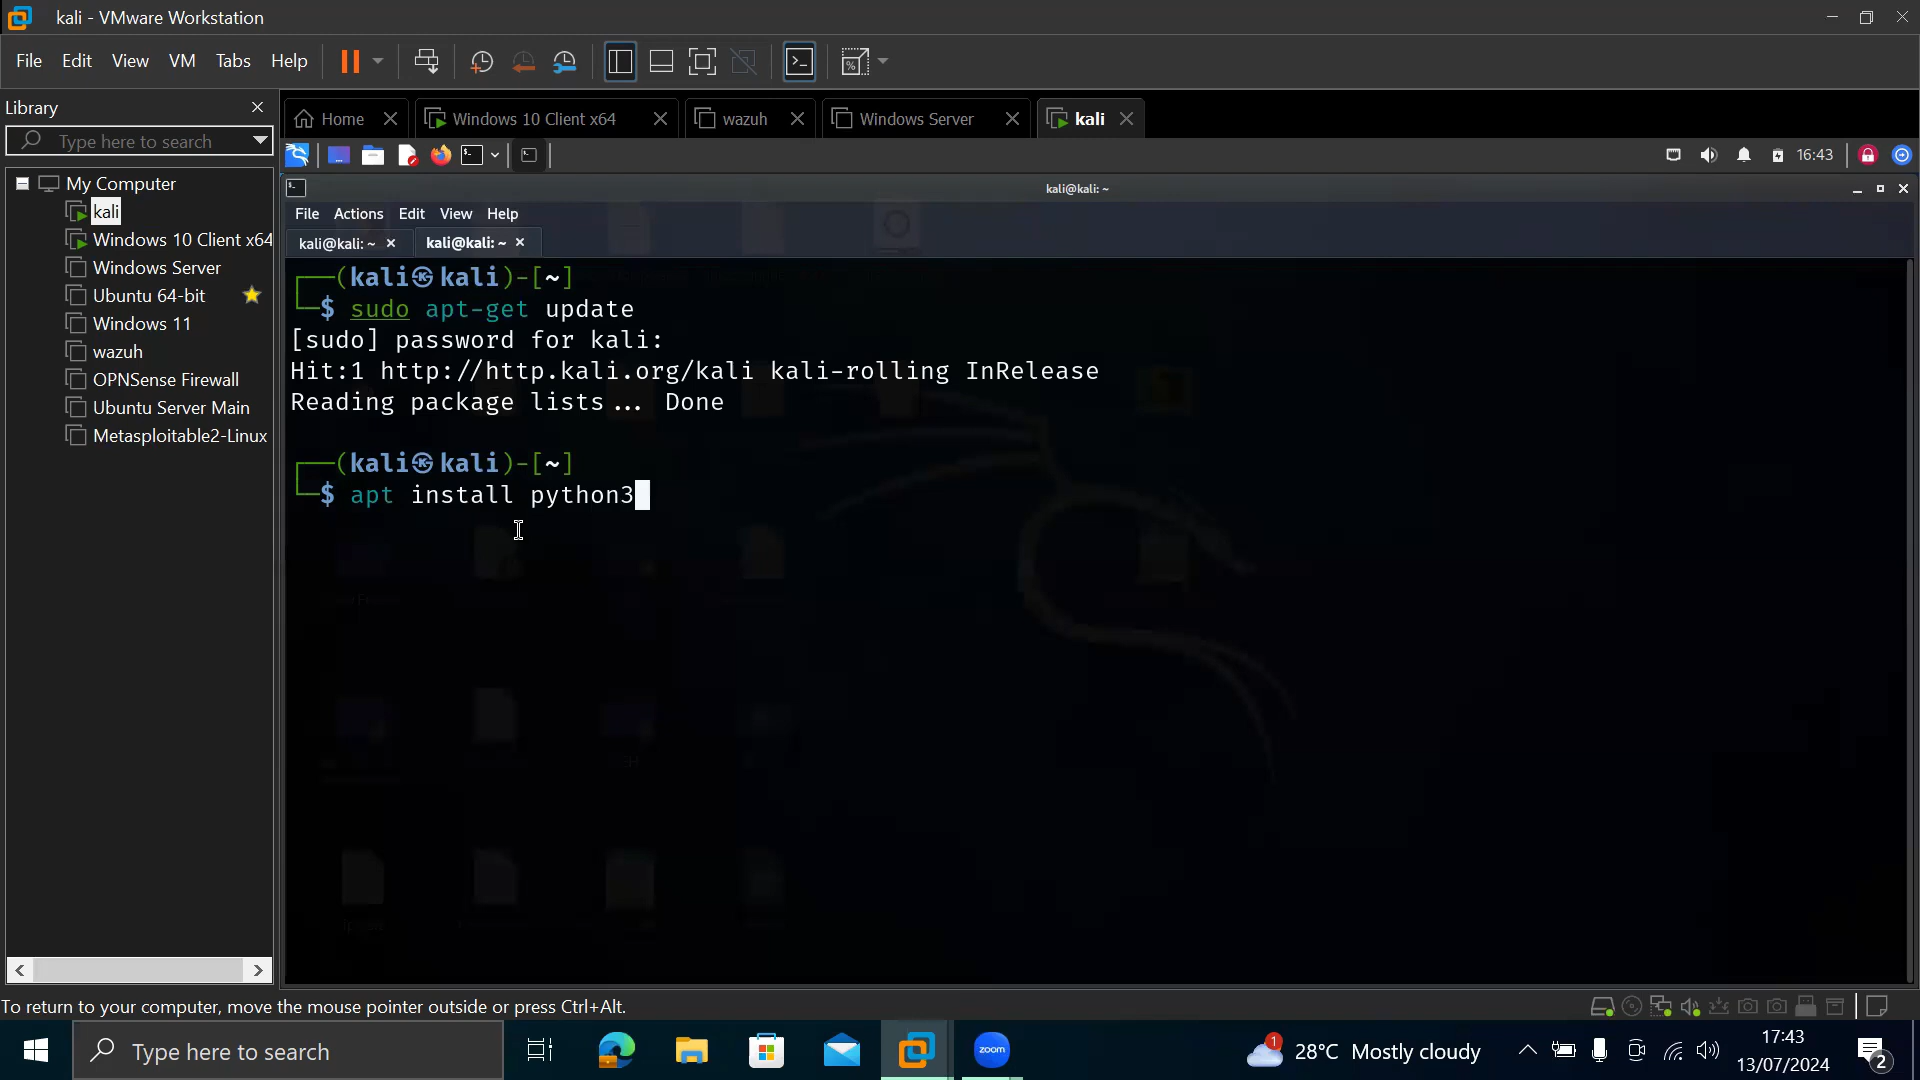 kali - VMware Workstation
File Edit View VM Tabs Help
Library
Type here to search
My Computer
kali
Windows 10 Client x64
Windows Server
Ubuntu 64-bit
Windows 11
wazuh
OPNSense Firewall
Ubuntu Server Main
Metasploitable2-Linux
Home
Windows 10 Client x64
wazuh
Windows Server
kali
16:43
kali@kali: ~
File Actions Edit View Help
kali@kali: ~
kali@kali: ~
┌──(kali㉿kali)-[~]
└─$ sudo apt-get update
[sudo] password for kali:
Hit:1 http://http.kali.org/kali kali-rolling InRelease
Reading package lists... Done
┌──(kali㉿kali)-[~]
└─$ apt install python3
To return to your computer, move the mouse pointer outside or press Ctrl+Alt.
Type here to search
zoom
1
28°C Mostly cloudy
17:43
13/07/2024
2